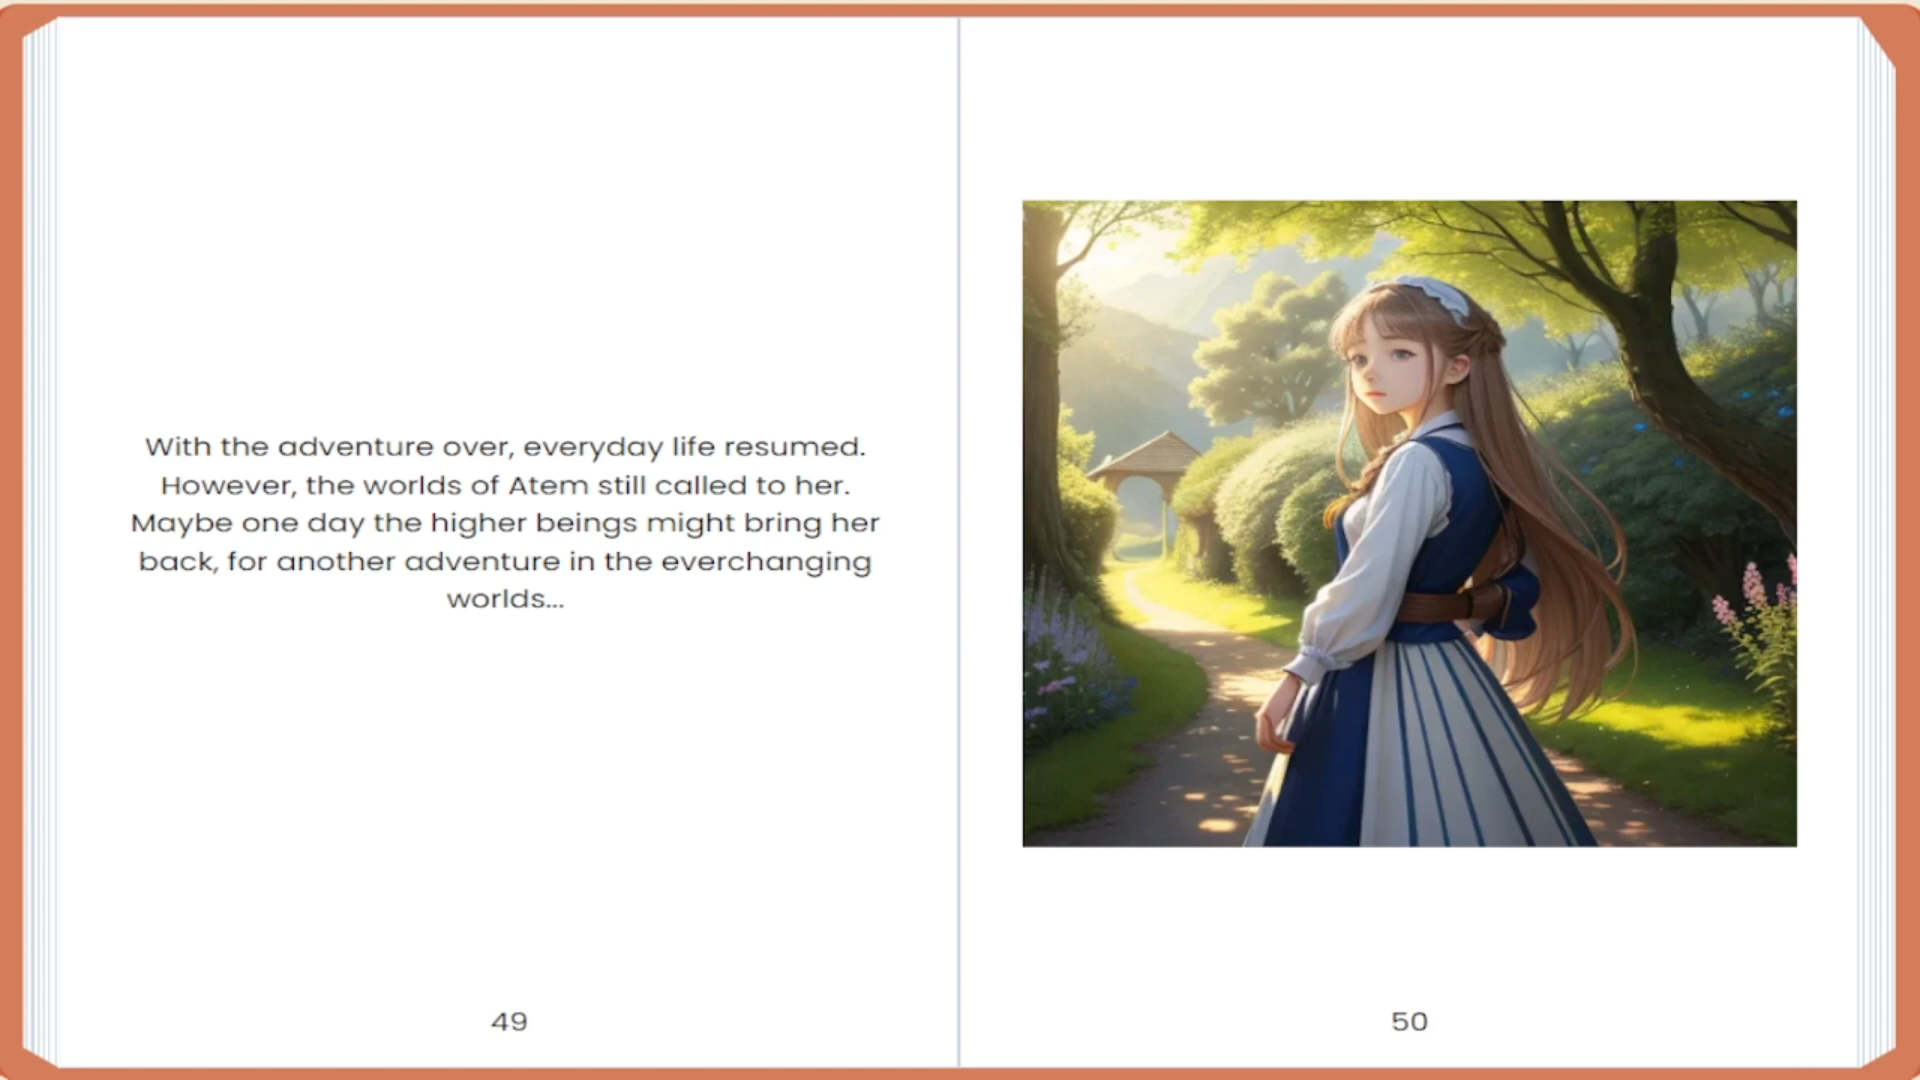 With the adventure over, everyday life resumed.
However, the worlds of Atem still called to her.
Maybe one day the higher beings might bring her
back, for another adventure in the everchanging
worlds...
49
50